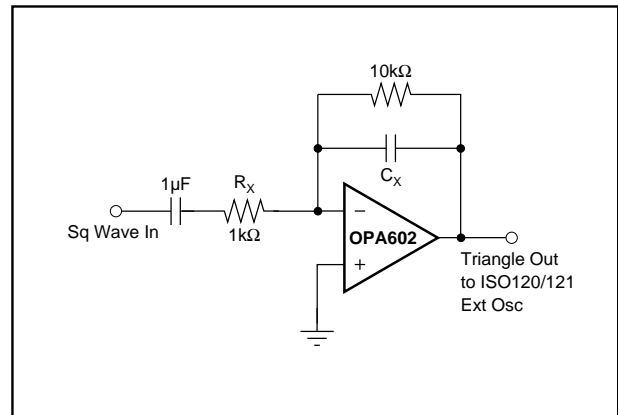 10kΩ
C_X
1µF
R_X
1kΩ
Sq Wave In
–
OPA602
+
Triangle Out
to ISO120/121
Ext Osc